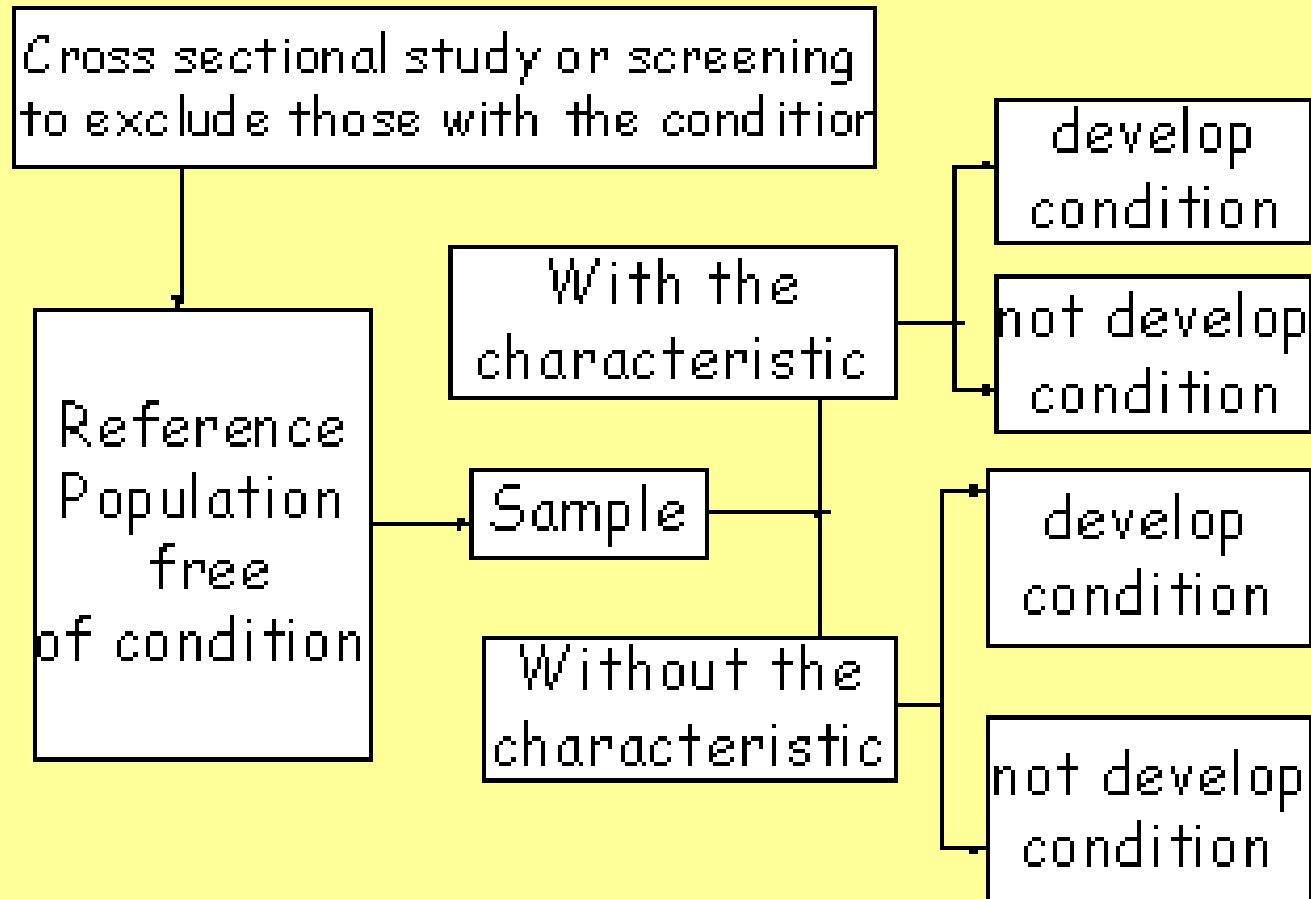 Cross sectional study or screening
to exclude those with the condition
Reference
Population
free
of condition
Sample
With the
characteristic
Without the
characteristic
develop
condition
not develop
condition
develop
condition
not develop
condition